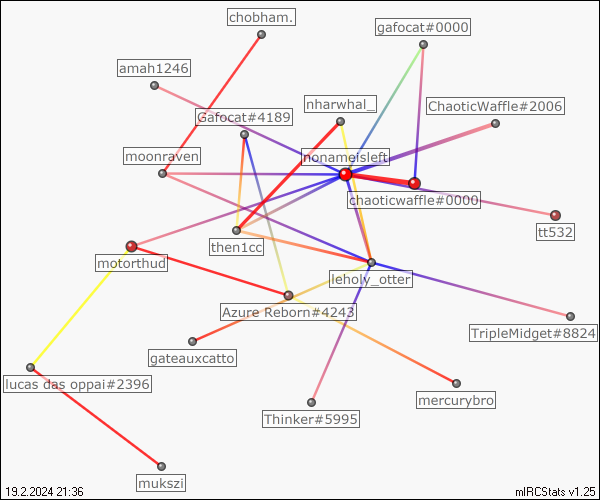 chobham.
gafocat#0000
amah1246
nharwhal_
ChaoticWaffle#2006
Gafocat#4189
moonraven
nonameisleft
chaoticwaffle#0000
tt532
then1cc
motorthud
leholy_otter
Azure Reborn#4243
TripleMidget#8824
gateauxcatto
lucas das oppai#2396
mercurybro
Thinker#5995
mukszi
19.2.2024 21:36
mIRCStats v1.25